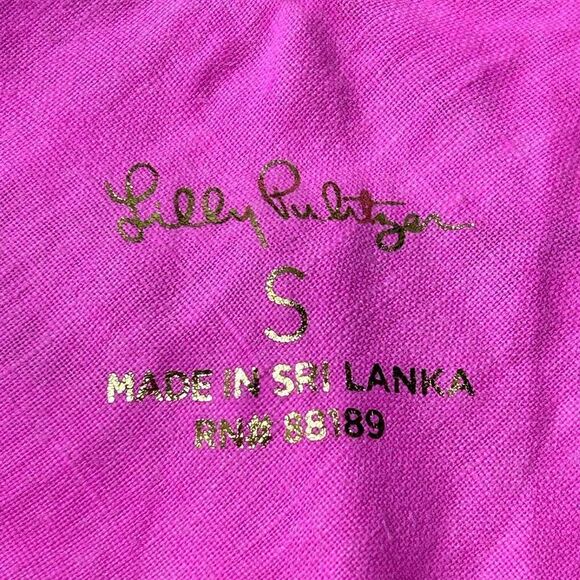 Lilly Pulitzer
S
MADE IN SRI LANKA
RN# 88189